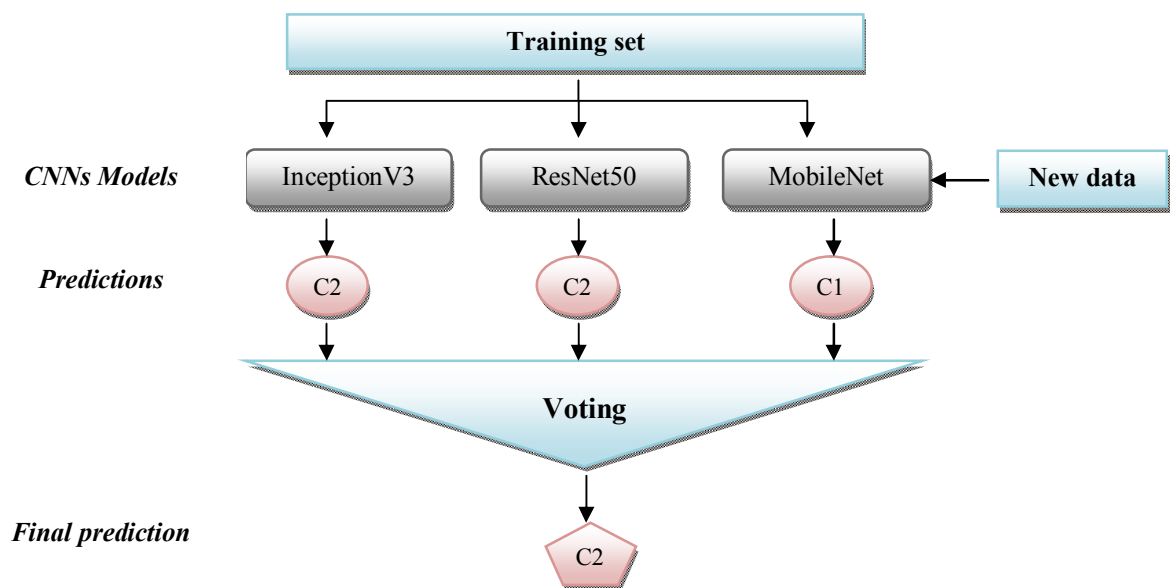 Training set
CNNs Models
InceptionV3
ResNet50
MobileNet
New data
Predictions
C2
C2
C1
Voting
Final prediction
C2